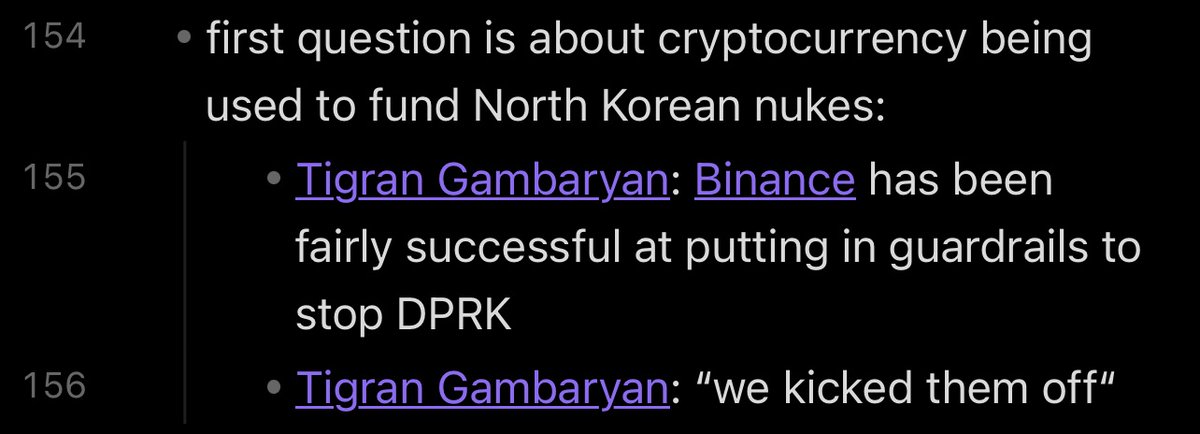 154 • first question is about cryptocurrency being
used to fund North Korean nukes:
155 • Tigran Gambaryan: Binance has been
fairly successful at putting in guardrails to
stop DPRK
156 • Tigran Gambaryan: “we kicked them off“